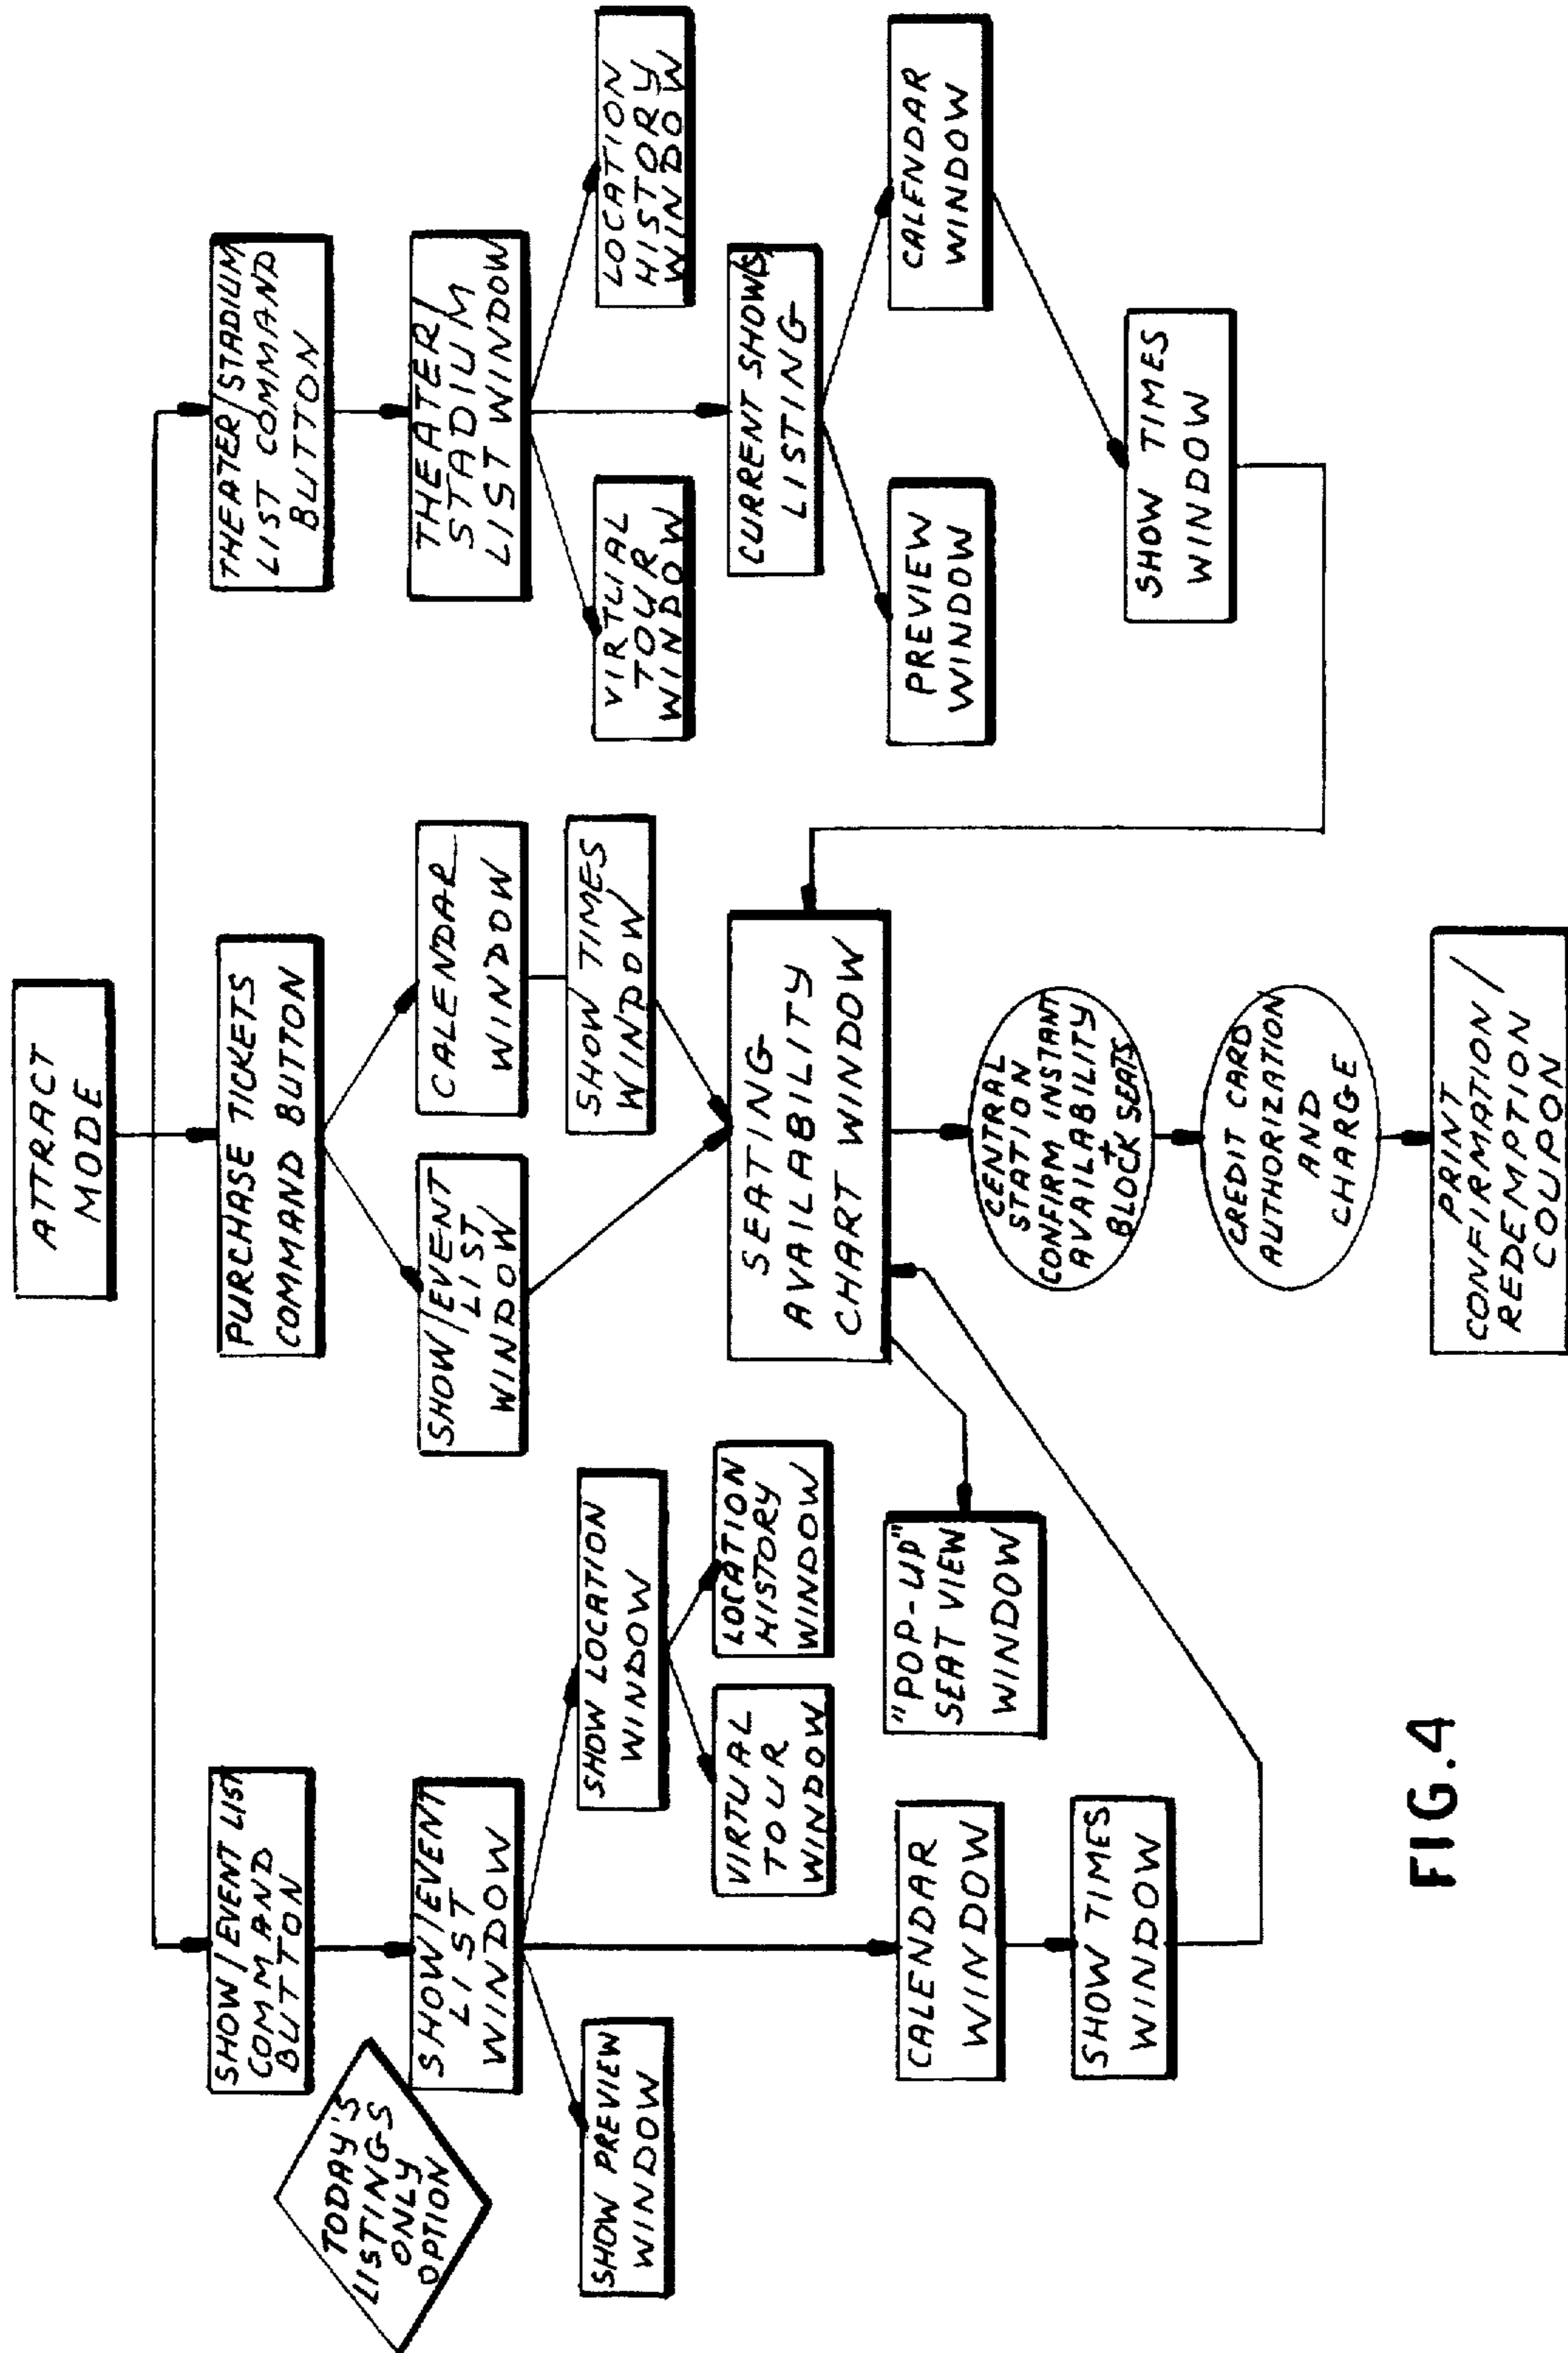 ATTRACT
MODE
SHOW/EVENT LIST
COMMAND
BUTTON
PURCHASE TICKETS
COMMAND BUTTON
THEATER/STADIUM
LIST COMMAND
BUTTON
TODAY'S
LISTINGS
ONLY
OPTION
SHOW/EVENT
LIST
WINDOW
SHOW/EVENT
LIST
WINDOW
CALENDAR
WINDOW
THEATER/
STADIUM
LIST WINDOW
SHOW PREVIEW
WINDOW
SHOW LOCATION
WINDOW
SHOW TIMES
WINDOW
VIRTUAL
TOUR
WINDOW
LOCATION
HISTORY
WINDOW
VIRTUAL
TOUR
WINDOW
LOCATION
HISTORY
WINDOW
SEATING
AVAILABILITY
CHART WINDOW
CURRENT SHOW(S)
LISTING
CALENDAR
WINDOW
"POP-UP"
SEAT VIEW
WINDOW
PREVIEW
WINDOW
CALENDAR
WINDOW
SHOW TIMES
WINDOW
CENTRAL
STATION
CONFIRM INSTANT
AVAILABILITY
+
BLOCK SEATS
SHOW TIMES
WINDOW
CREDIT CARD
AUTHORIZATION
AND
CHARGE
PRINT
CONFIRMATION/
REDEMPTION
COUPON
FIG.4